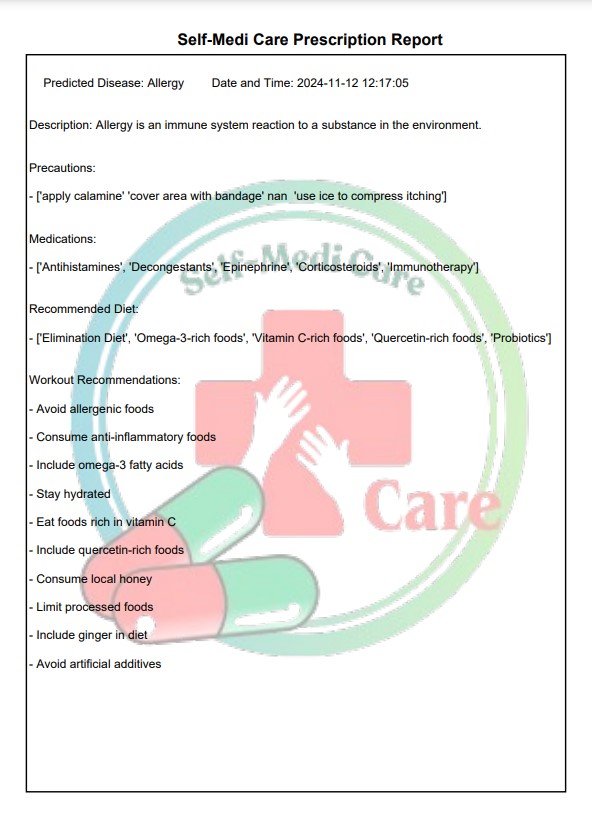 Self-Medi Care Prescription Report
Predicted Disease: Allergy Date and Time: 2024-11-12 12:17:05
Description: Allergy is an immune system reaction to a substance in the environment.
Precautions:
- ['apply calamine' 'cover area with bandage' nan 'use ice to compress itching']
Medications:
- ['Antihistamines', 'Decongestants', 'Epinephrine', 'Corticosteroids', 'Immunotherapy']
Self-Medi Care
Recommended Diet:
- ['Elimination Diet', 'Omega-3-rich foods', 'Vitamin C-rich foods', 'Quercetin-rich foods', 'Probiotics']
Workout Recommendations:
- Avoid allergenic foods
- Consume anti-inflammatory foods
- Include omega-3 fatty acids
- Stay hydrated
Care
- Eat foods rich in vitamin C
- Include quercetin-rich foods
- Consume local honey
- Limit processed foods
- Include ginger in diet
- Avoid artificial additives